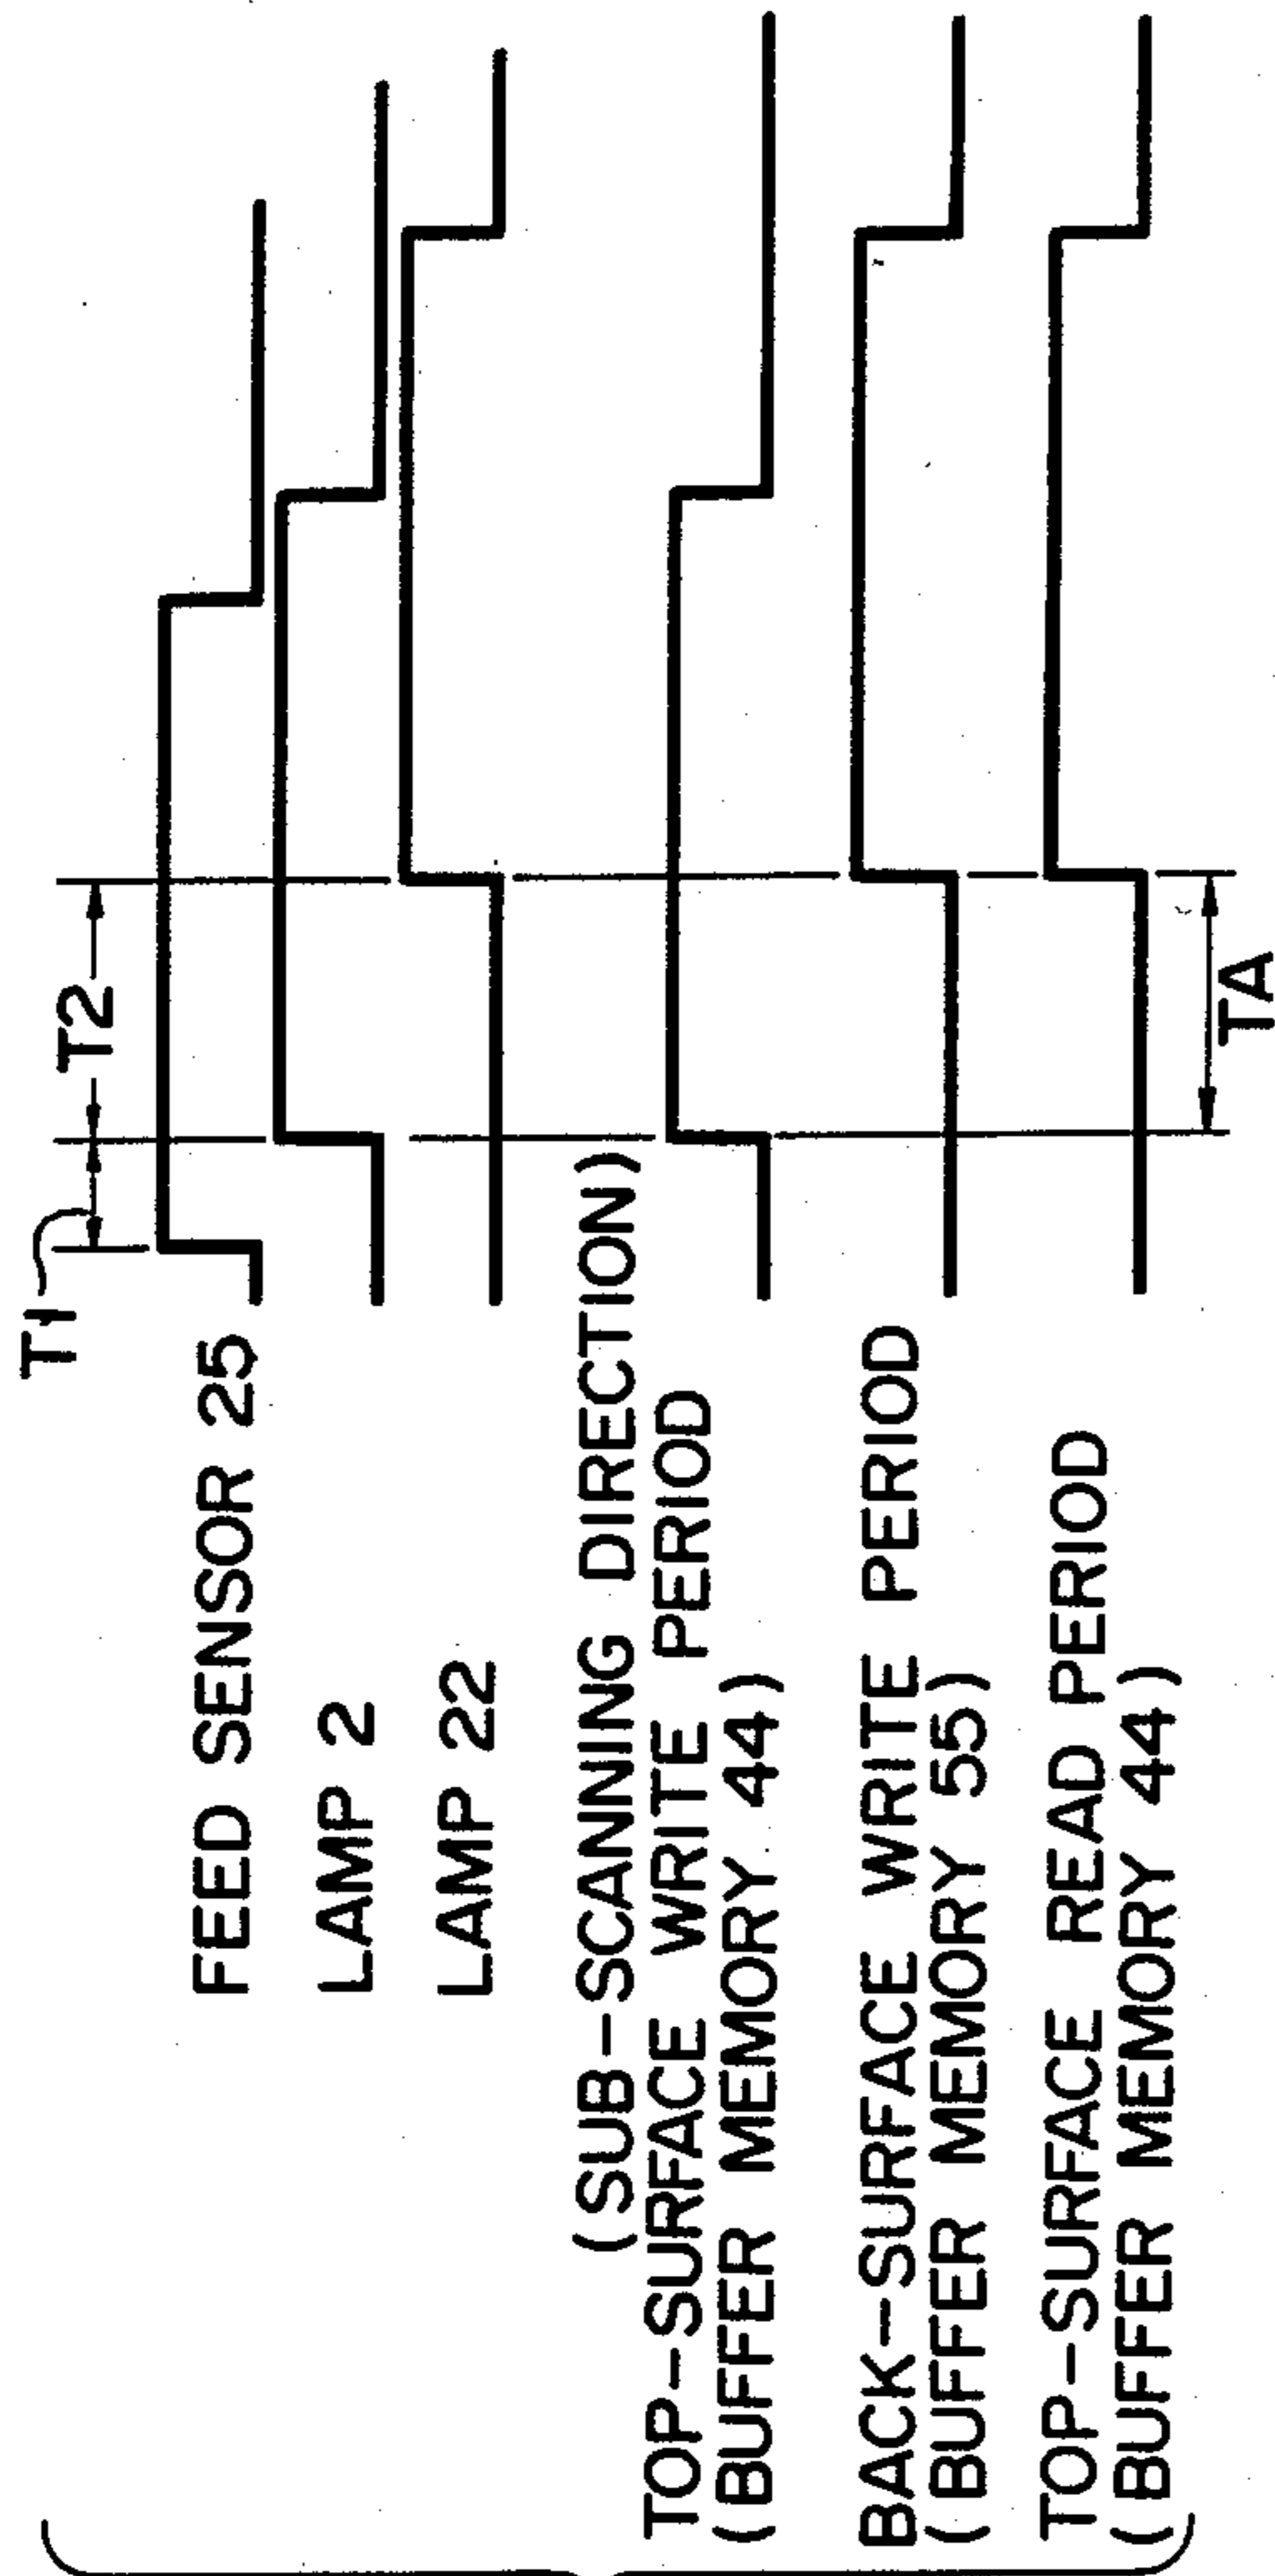 T1
T2
FEED SENSOR 25
LAMP 2
LAMP 22
(SUB-SCANNING DIRECTION)
TOP-SURFACE WRITE PERIOD
(BUFFER MEMORY 44)
BACK-SURFACE WRITE PERIOD
(BUFFER MEMORY 55)
TOP-SURFACE READ PERIOD
(BUFFER MEMORY 44)
TA